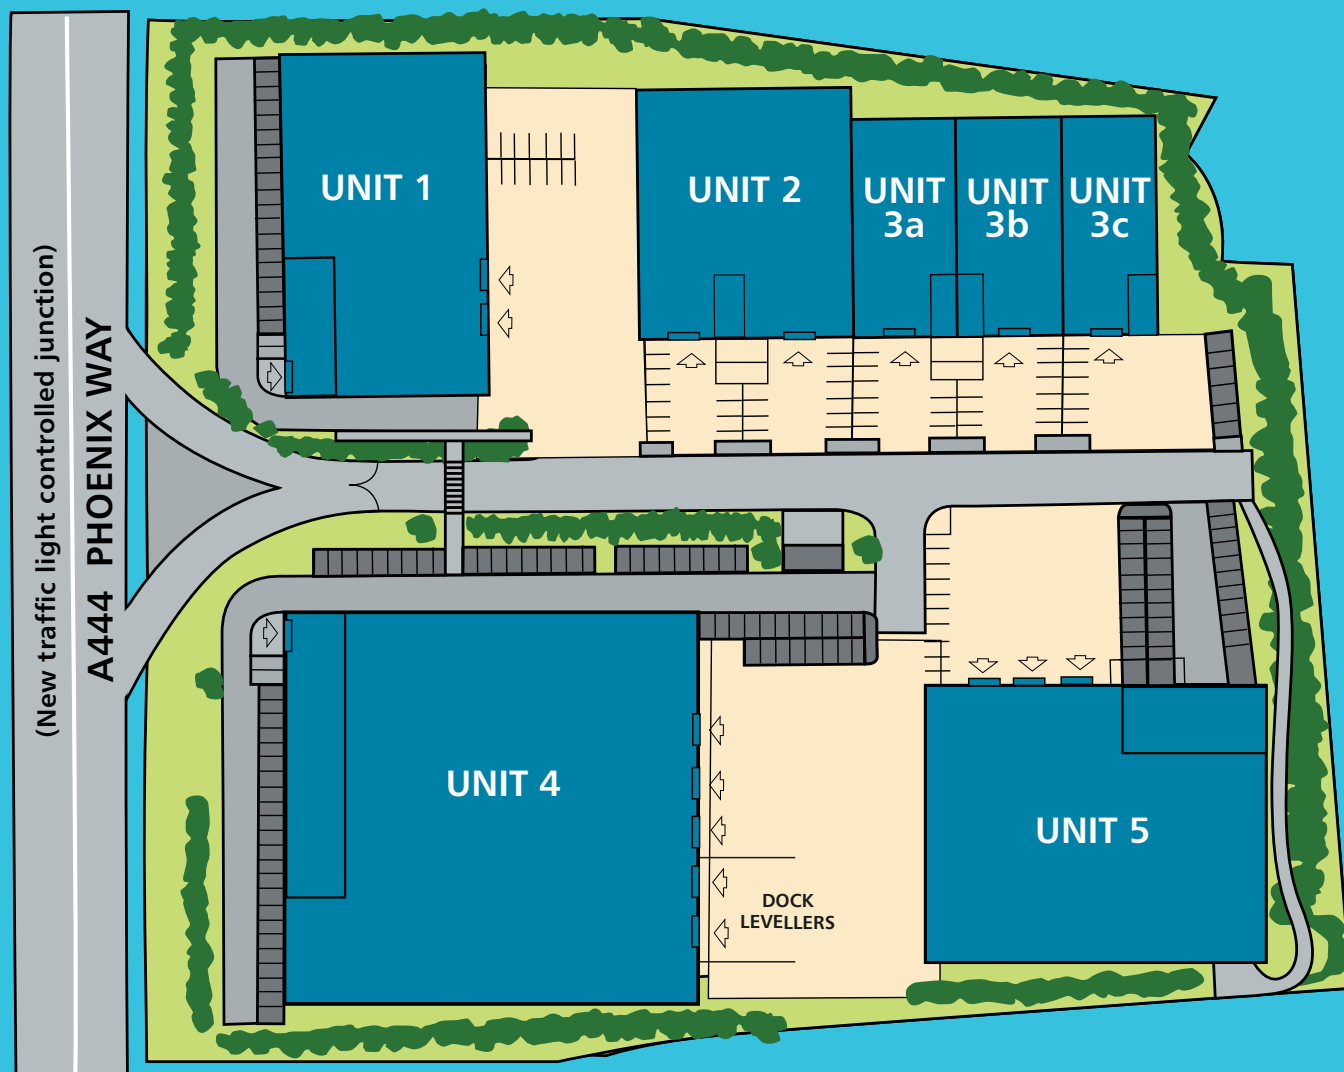 (New traffic light controlled junction)
A444 PHOENIX WAY
UNIT 1
UNIT 2
UNIT
3a
UNIT
3b
UNIT
3c
UNIT 4
DOCK
LEVELLERS
UNIT 5